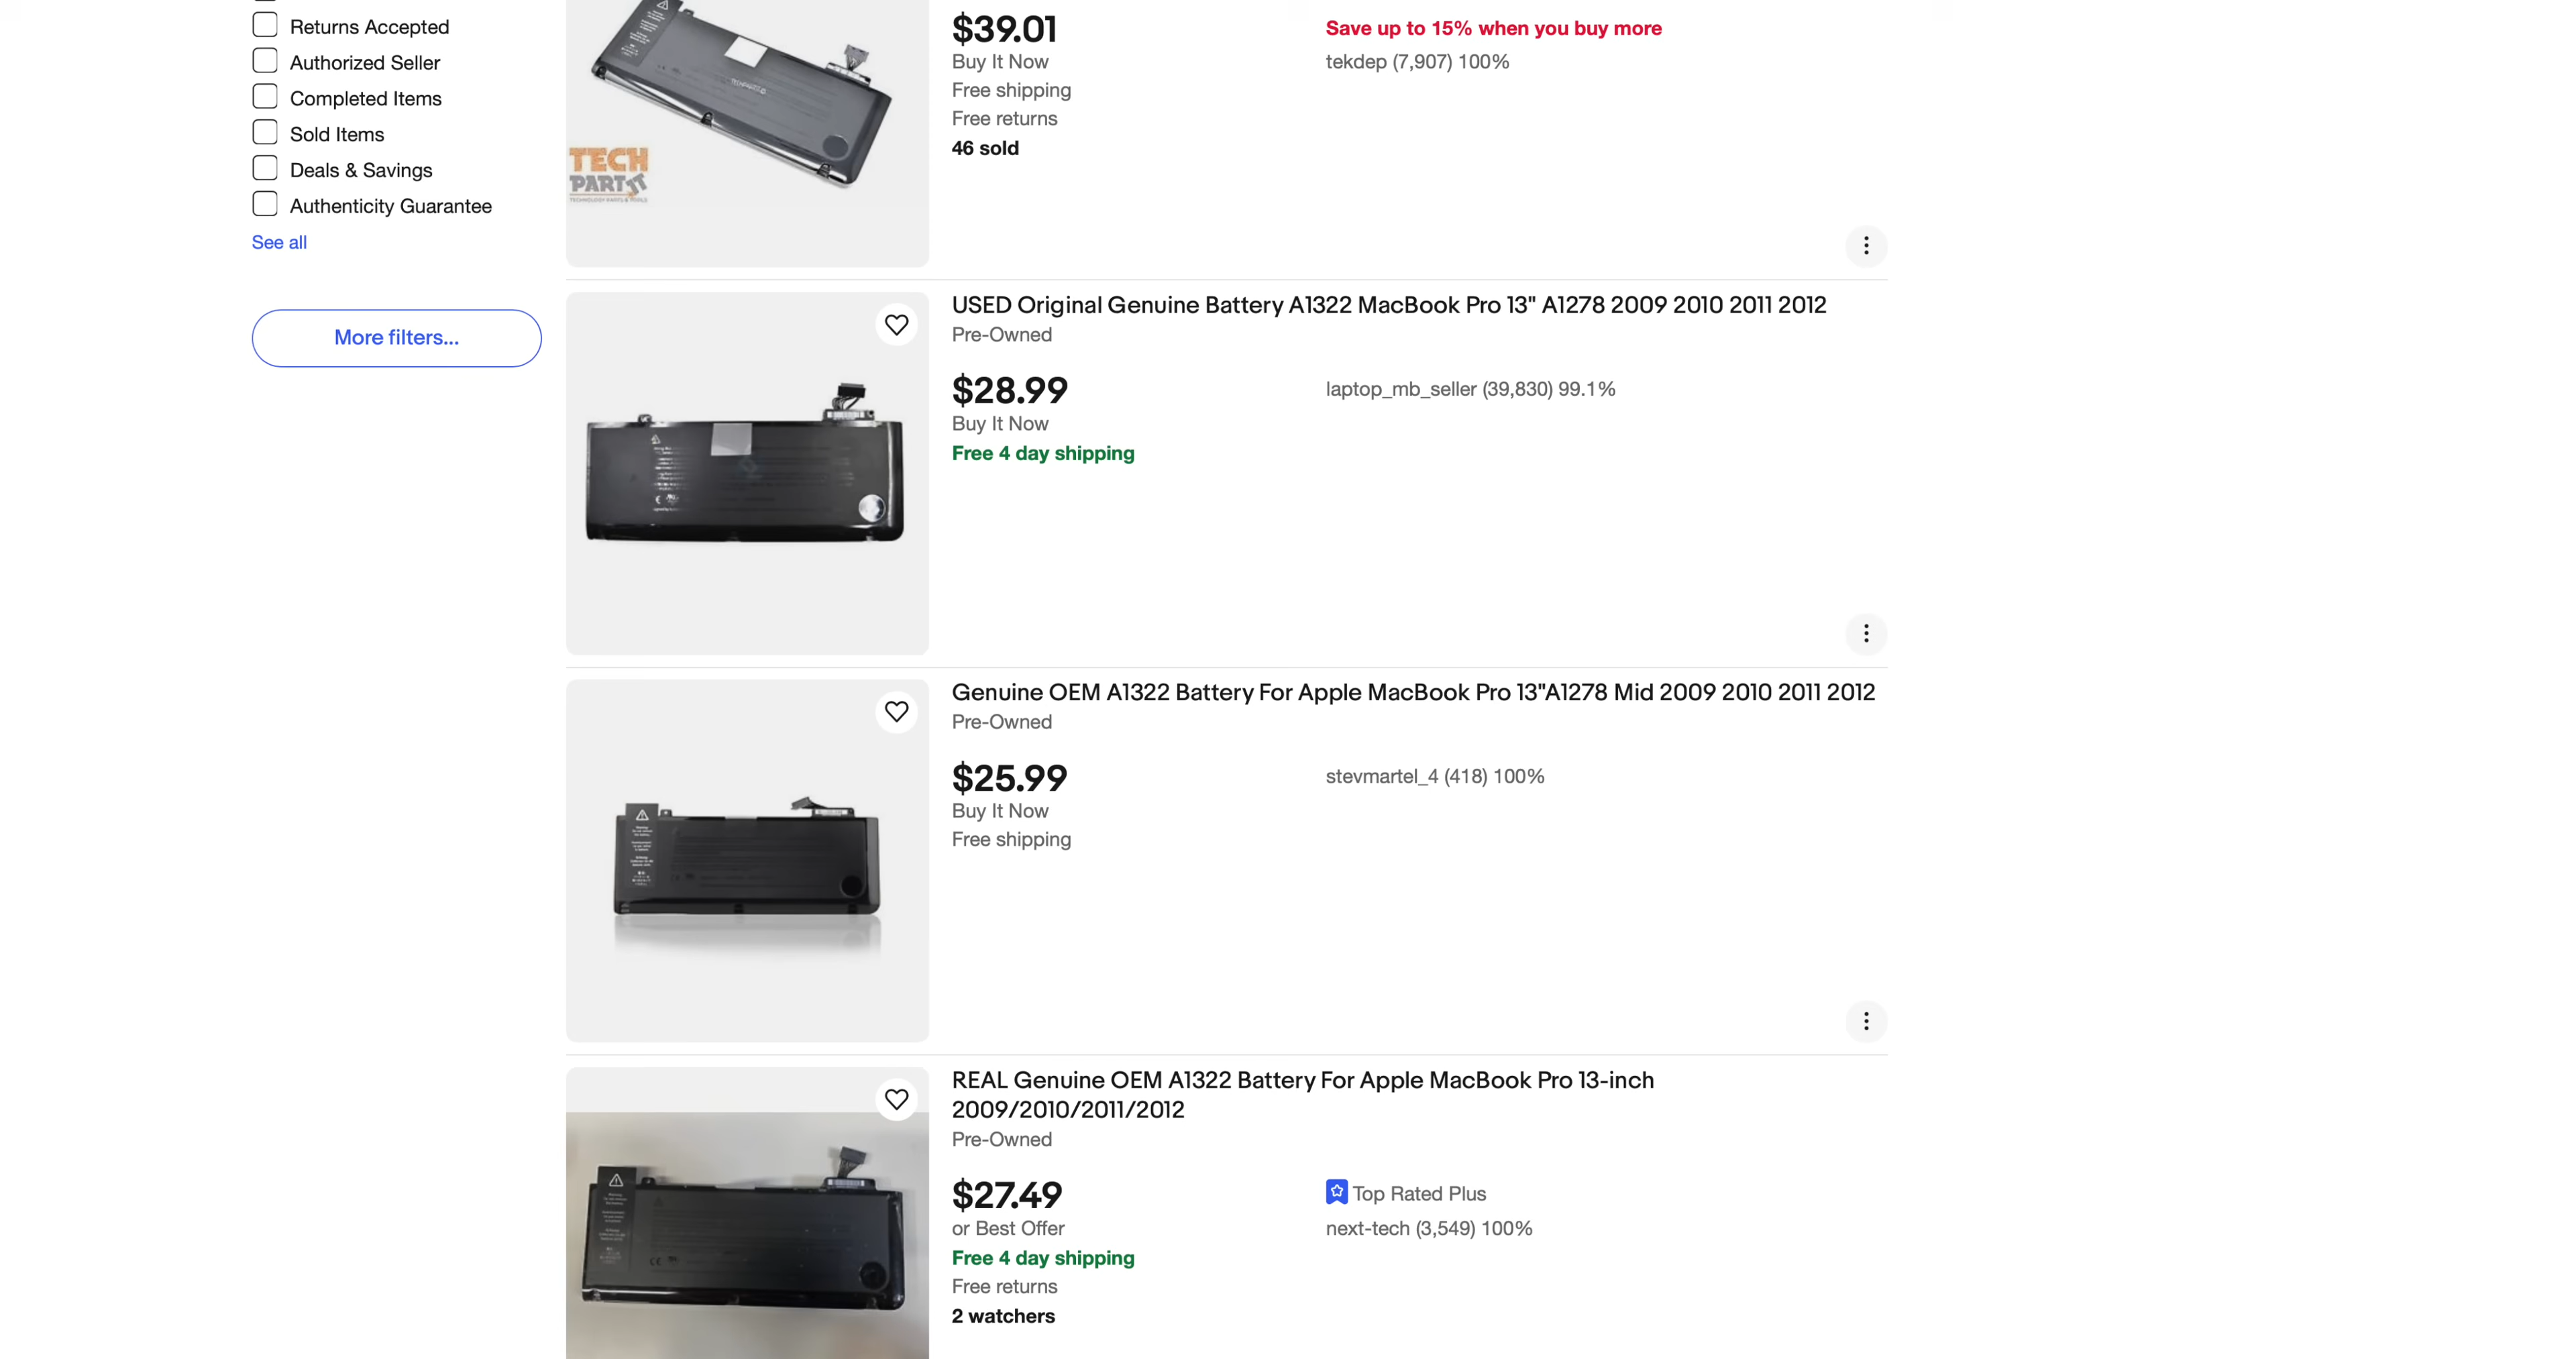 Returns Accepted
Authorized Seller
Completed Items
Sold Items
Deals & Savings
Authenticity Guarantee
See all
More filters...
TECH
PART IT
TECHNOLOGY PARTS & TOOLS
$39.01
Buy It Now
Free shipping
Free returns
46 sold
Save up to 15% when you buy more
tekdep (7,907) 100%
USED Original Genuine Battery A1322 MacBook Pro 13" A1278 2009 2010 2011 2012
Pre-Owned
$28.99
Buy It Now
Free 4 day shipping
laptop_mb_seller (39,830) 99.1%
Genuine OEM A1322 Battery For Apple MacBook Pro 13"A1278 Mid 2009 2010 2011 2012
Pre-Owned
$25.99
Buy It Now
Free shipping
stevmartel_4 (418) 100%
REAL Genuine OEM A1322 Battery For Apple MacBook Pro 13-inch
2009/2010/2011/2012
Pre-Owned
$27.49
or Best Offer
Free 4 day shipping
Free returns
2 watchers
Top Rated Plus
next-tech (3,549) 100%